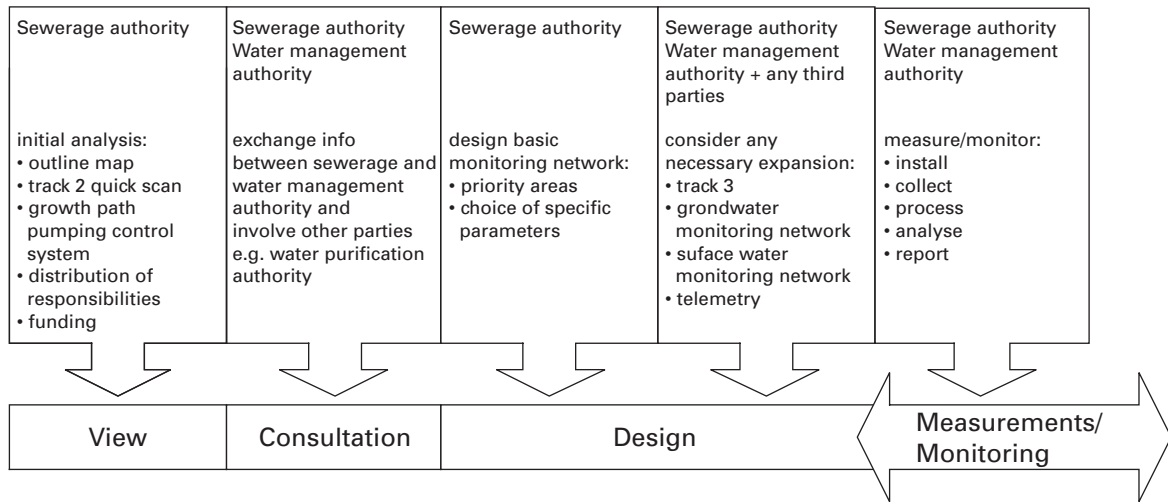 Sewerage authority
initial analysis:
• outline map
• track 2 quick scan
• growth path
pumping control
system
• distribution of
responsibilities
• funding
Sewerage authority
Water management
authority
exchange info
between sewerage and
water management
authority and
involve other parties
e.g. water purification
authority
Sewerage authority
design basic
monitoring network:
• priority areas
• choice of specific
parameters
Sewerage authority
Water management
authority + any third
parties
consider any
necessary expansion:
• track 3
• grondwater
monitoring network
• suface water
monitoring network
• telemetry
Sewerage authority
Water management
authority
measure/monitor:
• install
• collect
• process
• analyse
• report
View
Consultation
Design
Measurements/
Monitoring